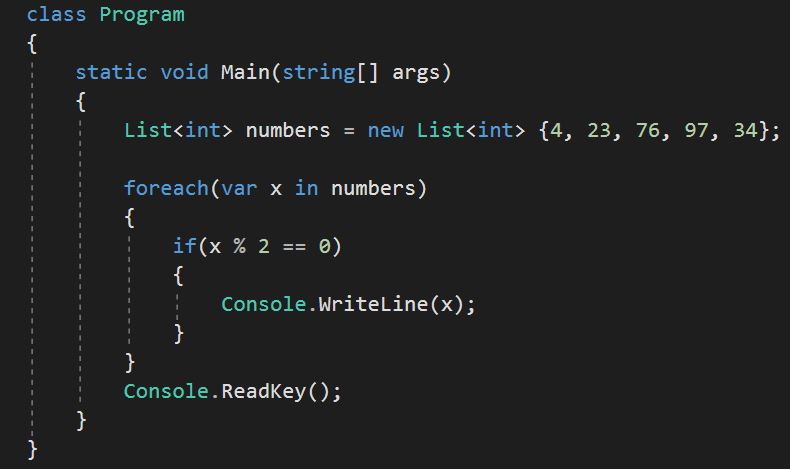 class Program
{
static void Main(string[] args)
{
List<int> numbers = new List<int> {4, 23, 76, 97, 34};
foreach(var x in numbers)
{
if(x % 2 == 0)
{
Console.WriteLine(x);
}
}
Console.ReadKey();
}
}